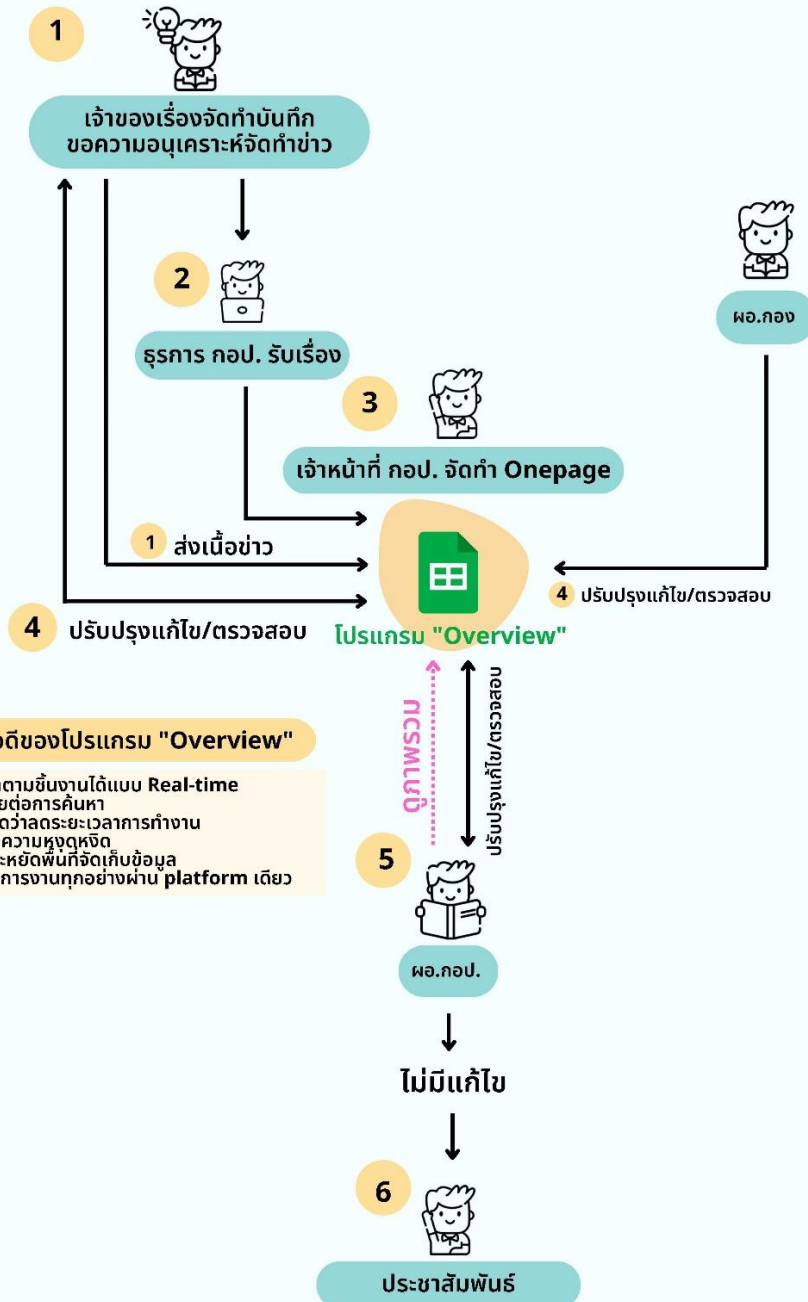 1
เจ้าของเรื่องจัดทำบันทึก
ขอความอนุเคราะห์จัดทำข่าว
2
ธุรการ กอป. รับเรื่อง
ผอ.กอง
3
เจ้าหน้าที่ กอป. จัดทำ Onepage
1 ส่งเนื้อข่าว
4 ปรับปรุงแก้ไข/ตรวจสอบ
4 ปรับปรุงแก้ไข/ตรวจสอบ
โปรแกรม "Overview"
ดูภาพรวม
ปรับปรุงแก้ไข/ตรวจสอบ
ของโปรแกรม "Overview"
ตามชิ้นงานได้แบบ Real-time
ต่อการค้นหา
ว่าลดระยะเวลาการทำงาน
ความหงุดหงิด
หยัดพื้นที่จัดเก็บข้อมูล
การงานทุกอย่างผ่าน platform เดียว
5
ผอ.กอป.
ไม่มีแก้ไข
6
ประชาสัมพันธ์